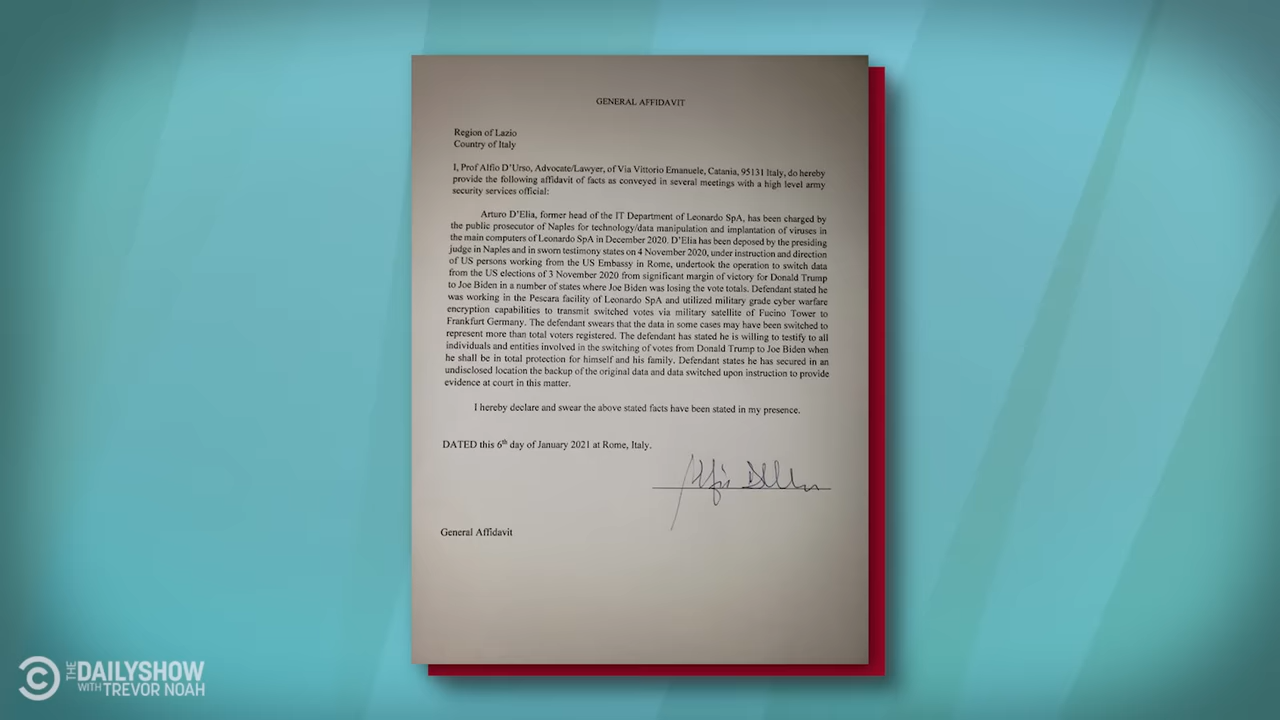 GENERAL AFFIDAVIT
Region of Lazio
Country of Italy
I, Prof Alfio D'Urso, Advocate/Lawyer, of Via Vittorio Emanuele, Catania, 95131 Italy, do hereby
provide the following affidavit of facts as conveyed in several meetings with a high level army
security services official:
Arturo D'Elia, former head of the IT Department of Leonardo SpA, has been charged by
the public prosecutor of Naples for technology/data manipulation and implantation of viruses in
the main computers of Leonardo SpA in December 2020. D'Elia has been deposed by the presiding
judge in Naples and in sworn testimony states on 4 November 2020, under instruction and direction
of US persons working from the US Embassy in Rome, undertook the operation to switch data
from the US elections of 3 November 2020 from significant margin of victory for Donald Trump
to Joe Biden in a number of states where Joe Biden was losing the vote totals. Defendant stated he
was working in the Pescara facility of Leonardo SpA and utilized military grade cyber warfare
encryption capabilities to transmit switched votes via military satellite of Fucino Tower to
Frankfurt Germany. The defendant swears that the data in some cases may have been switched to
represent more than total voters registered. The defendant has stated he is willing to testify to all
individuals and entities involved in the switching of votes from Donald Trump to Joe Biden when
he shall be in total protection for himself and his family. Defendant states he has secured in an
undisclosed location the backup of the original data and data switched upon instruction to provide
evidence at court in this matter.
I hereby declare and swear the above stated facts have been stated in my presence.
DATED this 6th day of January 2021 at Rome, Italy.
General Affidavit
THE DAILYSHOW
WITH TREVOR NOAH